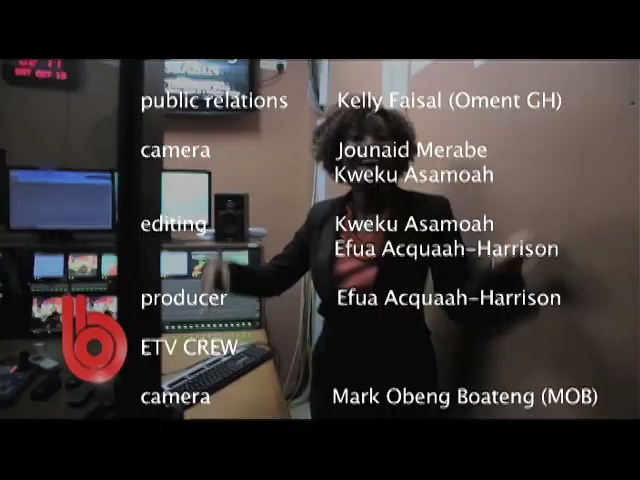 public relations Kelly Faisal (Oment GH)
camera Jounaid Merabe
Kweku Asamoah
editing Kweku Asamoah
Efua Acquaah-Harrison
producer Efua Acquaah-Harrison
ETV CREW
camera Mark Obeng Boateng (MOB)